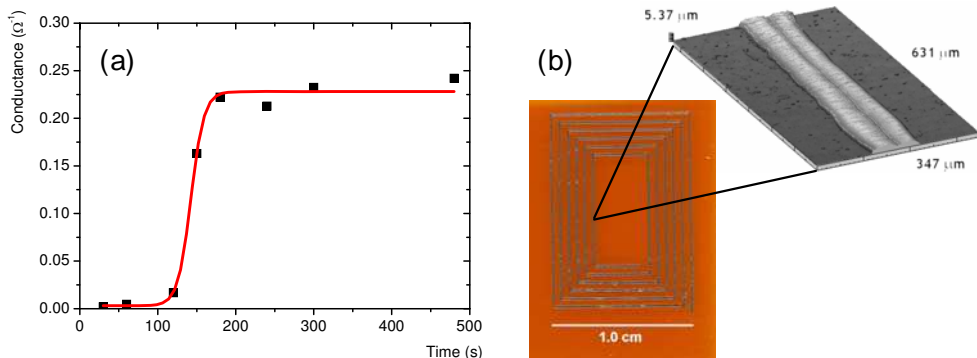 Conductance (Ω⁻¹)
0.30
0.25
0.20
0.15
0.10
0.05
0.00
(a)
0 100 200 300 400 500
Time (s)
(b)
5.37 µm
631 µm
347 µm
1.0 cm